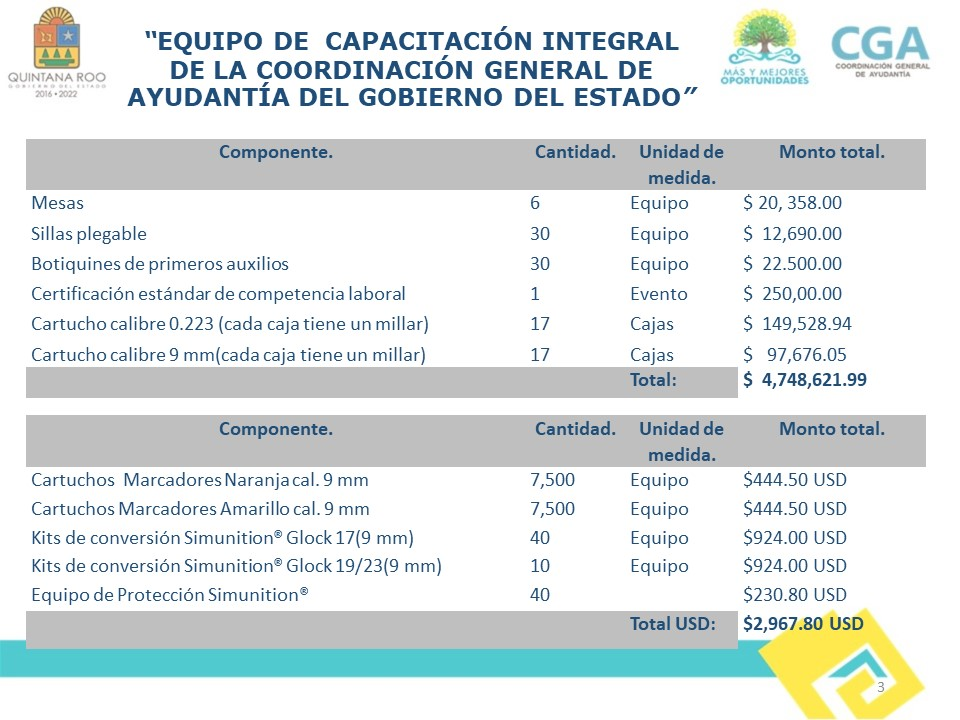 QUINTANA ROO
GOBIERNO DEL ESTADO
2016 • 2022
“EQUIPO DE CAPACITACIÓN INTEGRAL
DE LA COORDINACIÓN GENERAL DE
AYUDANTÍA DEL GOBIERNO DEL ESTADO”
MÁS Y MEJORES
OPORTUNIDADES
CGA
COORDINACIÓN GENERAL
DE AYUDANTÍA
Componente. Cantidad. Unidad de medida. Monto total.
Mesas 6 Equipo $ 20, 358.00
Sillas plegable 30 Equipo $ 12,690.00
Botiquines de primeros auxilios 30 Equipo $ 22.500.00
Certificación estándar de competencia laboral 1 Evento $ 250,00.00
Cartucho calibre 0.223 (cada caja tiene un millar) 17 Cajas $ 149,528.94
Cartucho calibre 9 mm(cada caja tiene un millar) 17 Cajas $ 97,676.05
Total: $ 4,748,621.99
Componente. Cantidad. Unidad de medida. Monto total.
Cartuchos Marcadores Naranja cal. 9 mm 7,500 Equipo $444.50 USD
Cartuchos Marcadores Amarillo cal. 9 mm 7,500 Equipo $444.50 USD
Kits de conversión Simunition® Glock 17(9 mm) 40 Equipo $924.00 USD
Kits de conversión Simunition® Glock 19/23(9 mm) 10 Equipo $924.00 USD
Equipo de Protección Simunition® 40 $230.80 USD
Total USD: $2,967.80 USD
3